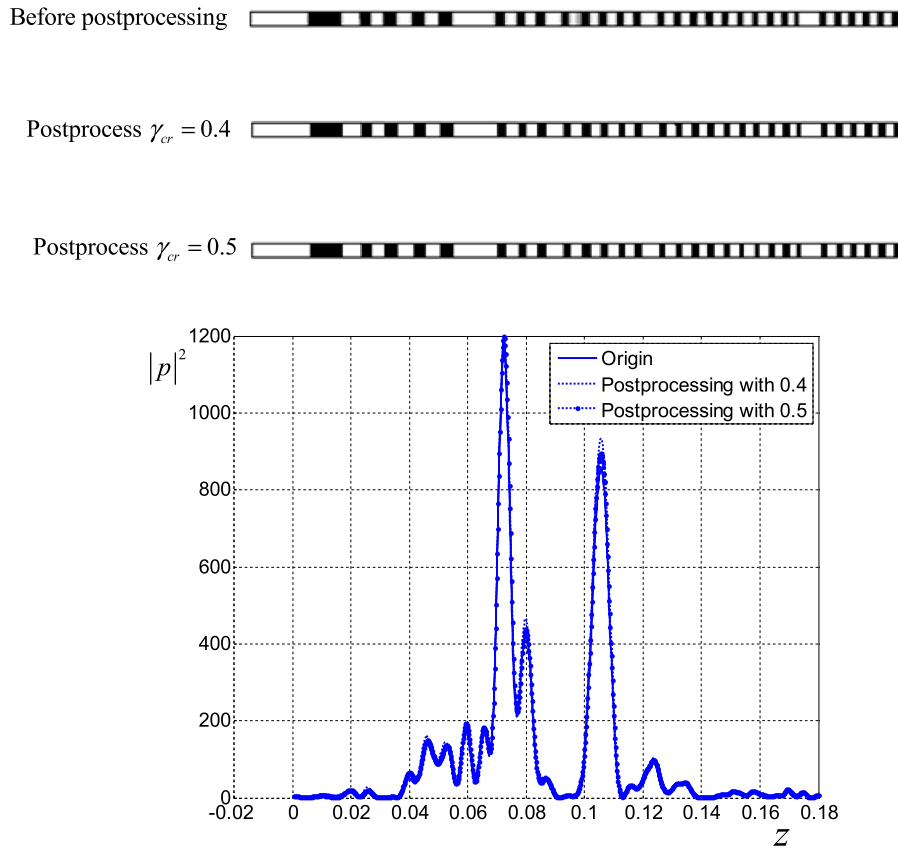 Before postprocessing
Postprocess γcr = 0.4
Postprocess γcr = 0.5
|p|²
1200
1000
800
600
400
200
0
Origin
Postprocessing with 0.4
Postprocessing with 0.5
-0.02 0 0.02 0.04 0.06 0.08 0.1 0.12 0.14 0.16 0.18
z